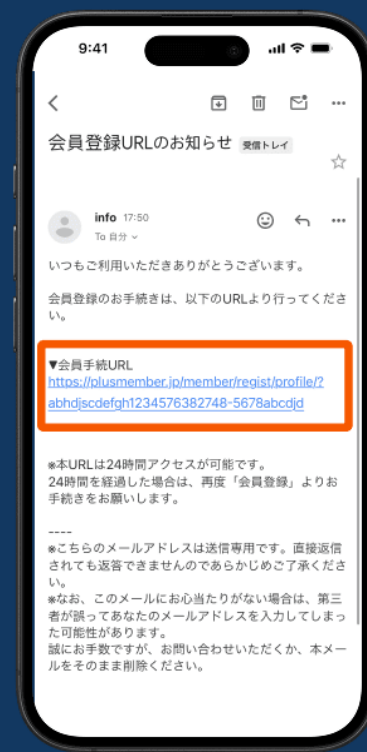 9:41
会員登録URLのお知らせ 受信トレイ
info 17:50
To 自分
いつもご利用いただきありがとうございます。
会員登録のお手続きは、以下のURLより行ってくださ
い。
▼会員手続URL
https://plusmember.jp/member/regist/profile/?
abhdjscdefgh1234576382748-5678abcdjd
※本URLは24時間アクセスが可能です。
24時間を経過した場合は、再度「会員登録」よりお
手続きをお願いします。
----
※こちらのメールアドレスは送信専用です。直接返信
されても返答できませんのであらかじめご了承くださ
い。
※なお、このメールにお心当たりがない場合は、第三
者が誤ってあなたのメールアドレスを入力してしまっ
た可能性があります。
誠にお手数ですが、お問い合わせいただくか、本メー
ルをそのまま削除ください。